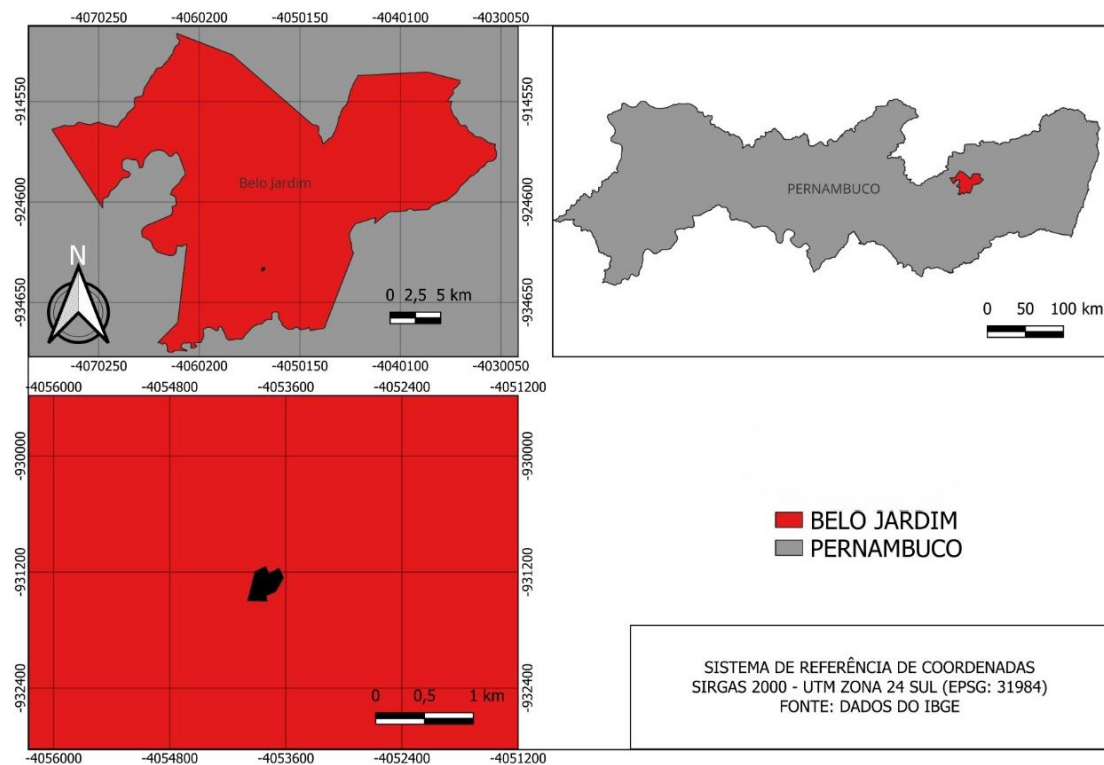 -4070250 -4060200 -4050150 -4040100 -4030050
-914550 -914550
-924600 -924600
-934650 -934650
Belo Jardim
N
0 2,5 5 km
-4070250 -4060200 -4050150 -4040100 -4030050
PERNAMBUCO
0 50 100 km
-4056000 -4054800 -4053600 -4052400 -4051200
-930000 -930000
-931200 -931200
-932400 -932400
0 0,5 1 km
-4056000 -4054800 -4053600 -4052400 -4051200
BELO JARDIM
PERNAMBUCO
SISTEMA DE REFERÊNCIA DE COORDENADAS
SIRGAS 2000 - UTM ZONA 24 SUL (EPSG: 31984)
FONTE: DADOS DO IBGE